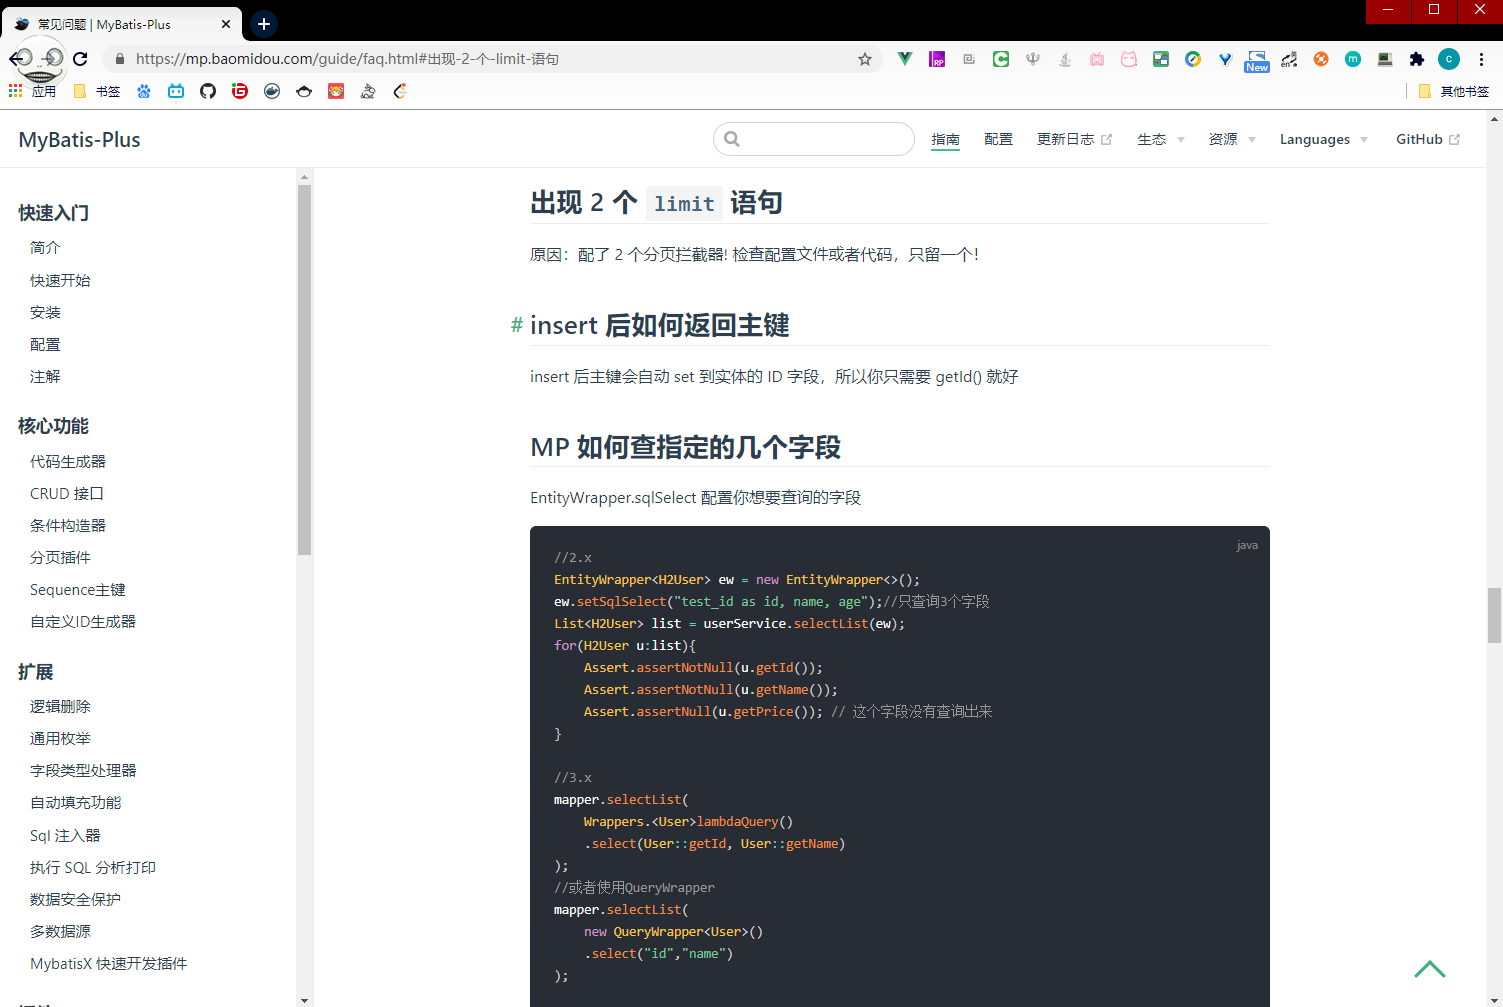 常见问题 | MyBatis-Plus
https://mp.baomidou.com/guide/faq.html#出现-2-个-limit-语句
New
应用
书签
其他书签
MyBatis-Plus
指南
配置
更新日志
生态
资源
Languages
GitHub
快速入门
简介
快速开始
安装
配置
注解
核心功能
代码生成器
CRUD 接口
条件构造器
分页插件
Sequence主键
自定义ID生成器
扩展
逻辑删除
通用枚举
字段类型处理器
自动填充功能
Sql 注入器
执行 SQL 分析打印
数据安全保护
多数据源
MybatisX 快速开发插件
出现 2 个 limit 语句
原因：配了 2 个分页拦截器! 检查配置文件或者代码，只留一个！
# insert 后如何返回主键
insert 后主键会自动 set 到实体的 ID 字段，所以你只需要 getId() 就好
MP 如何查指定的几个字段
EntityWrapper.sqlSelect 配置你想要查询的字段
java
//2.x
EntityWrapper<H2User> ew = new EntityWrapper<>();
ew.setSqlSelect("test_id as id, name, age");//只查询3个字段
List<H2User> list = userService.selectList(ew);
for(H2User u:list){
    Assert.assertNotNull(u.getId());
    Assert.assertNotNull(u.getName());
    Assert.assertNull(u.getPrice()); // 这个字段没有查询出来
}
//3.x
mapper.selectList(
    Wrappers.<User>lambdaQuery()
    .select(User::getId, User::getName)
);
//或者使用QueryWrapper
mapper.selectList(
    new QueryWrapper<User>()
    .select("id","name")
);